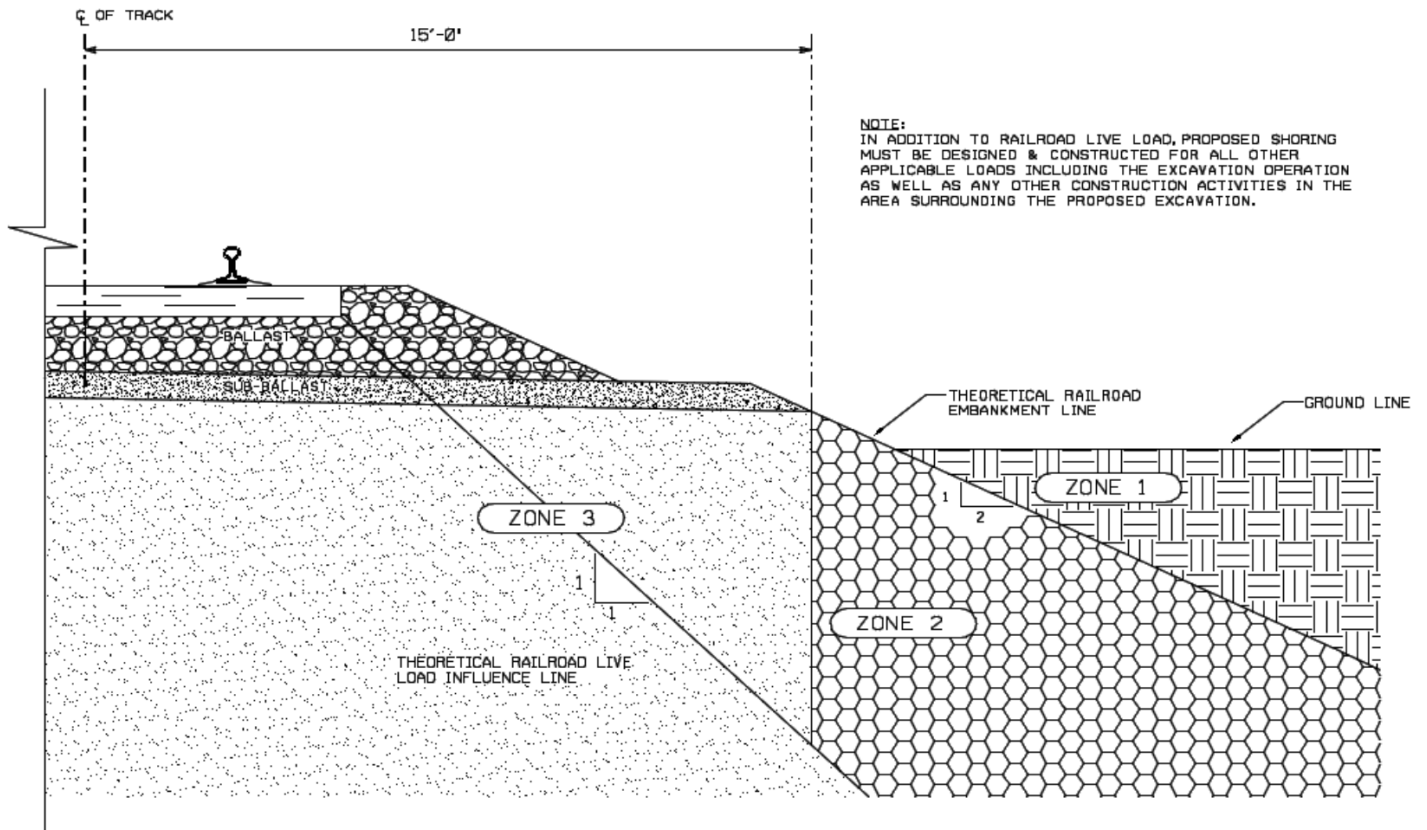 ℄ OF TRACK
15'-0"
NOTE:
IN ADDITION TO RAILROAD LIVE LOAD, PROPOSED SHORING
MUST BE DESIGNED & CONSTRUCTED FOR ALL OTHER
APPLICABLE LOADS INCLUDING THE EXCAVATION OPERATION
AS WELL AS ANY OTHER CONSTRUCTION ACTIVITIES IN THE
AREA SURROUNDING THE PROPOSED EXCAVATION.
BALLAST
SUB-BALLAST
THEORETICAL RAILROAD
EMBANKMENT LINE
GROUND LINE
ZONE 1
1
2
ZONE 3
1
1
ZONE 2
THEORETICAL RAILROAD LIVE
LOAD INFLUENCE LINE